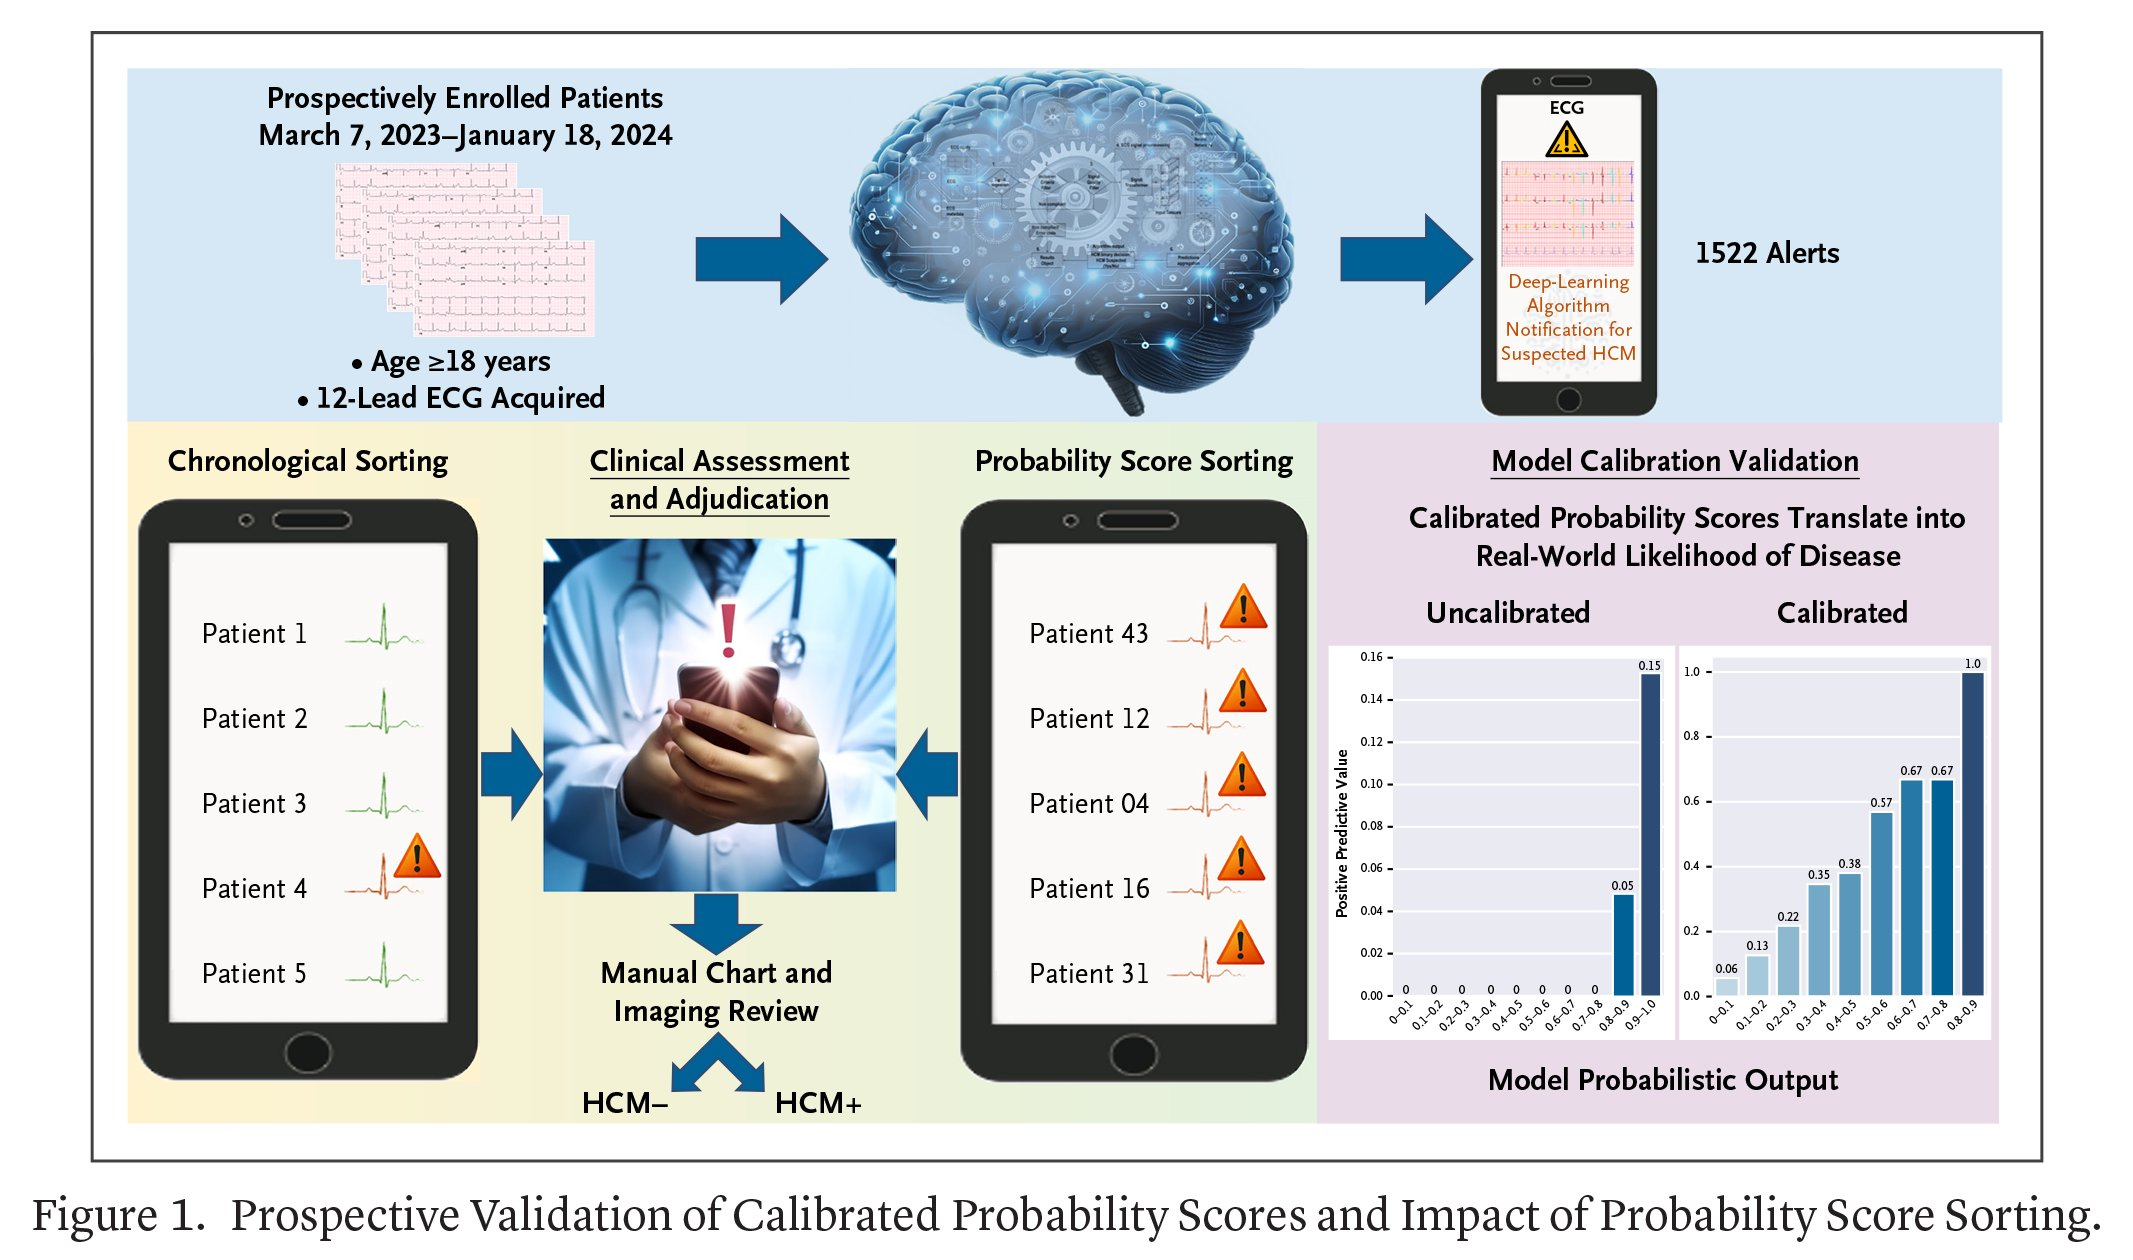 Prospectively Enrolled Patients
March 7, 2023–January 18, 2024
• Age ≥18 years
• 12-Lead ECG Acquired
ECG
Deep-Learning
Algorithm
Notification for
Suspected HCM
1522 Alerts
Chronological Sorting
Patient 1
Patient 2
Patient 3
Patient 4
Patient 5
Clinical Assessment
and Adjudication
Manual Chart and
Imaging Review
HCM–
HCM+
Probability Score Sorting
Patient 43
Patient 12
Patient 04
Patient 16
Patient 31
Model Calibration Validation
Calibrated Probability Scores Translate into
Real-World Likelihood of Disease
Uncalibrated
Positive Predictive Value
0.16
0.14
0.12
0.10
0.08
0.06
0.04
0.02
0.00
0 0 0 0 0 0 0 0 0.05 0.15
0–0.1 0.1–0.2 0.2–0.3 0.3–0.4 0.4–0.5 0.5–0.6 0.6–0.7 0.7–0.8 0.8–0.9 0.9–1.0
Calibrated
1.0
0.8
0.6
0.4
0.2
0.0
0.06 0.13 0.22 0.35 0.38 0.57 0.67 0.67 1.0
0–0.1 0.1–0.2 0.2–0.3 0.3–0.4 0.4–0.5 0.5–0.6 0.6–0.7 0.7–0.8 0.8–0.9
Model Probabilistic Output
Figure 1. Prospective Validation of Calibrated Probability Scores and Impact of Probability Score Sorting.